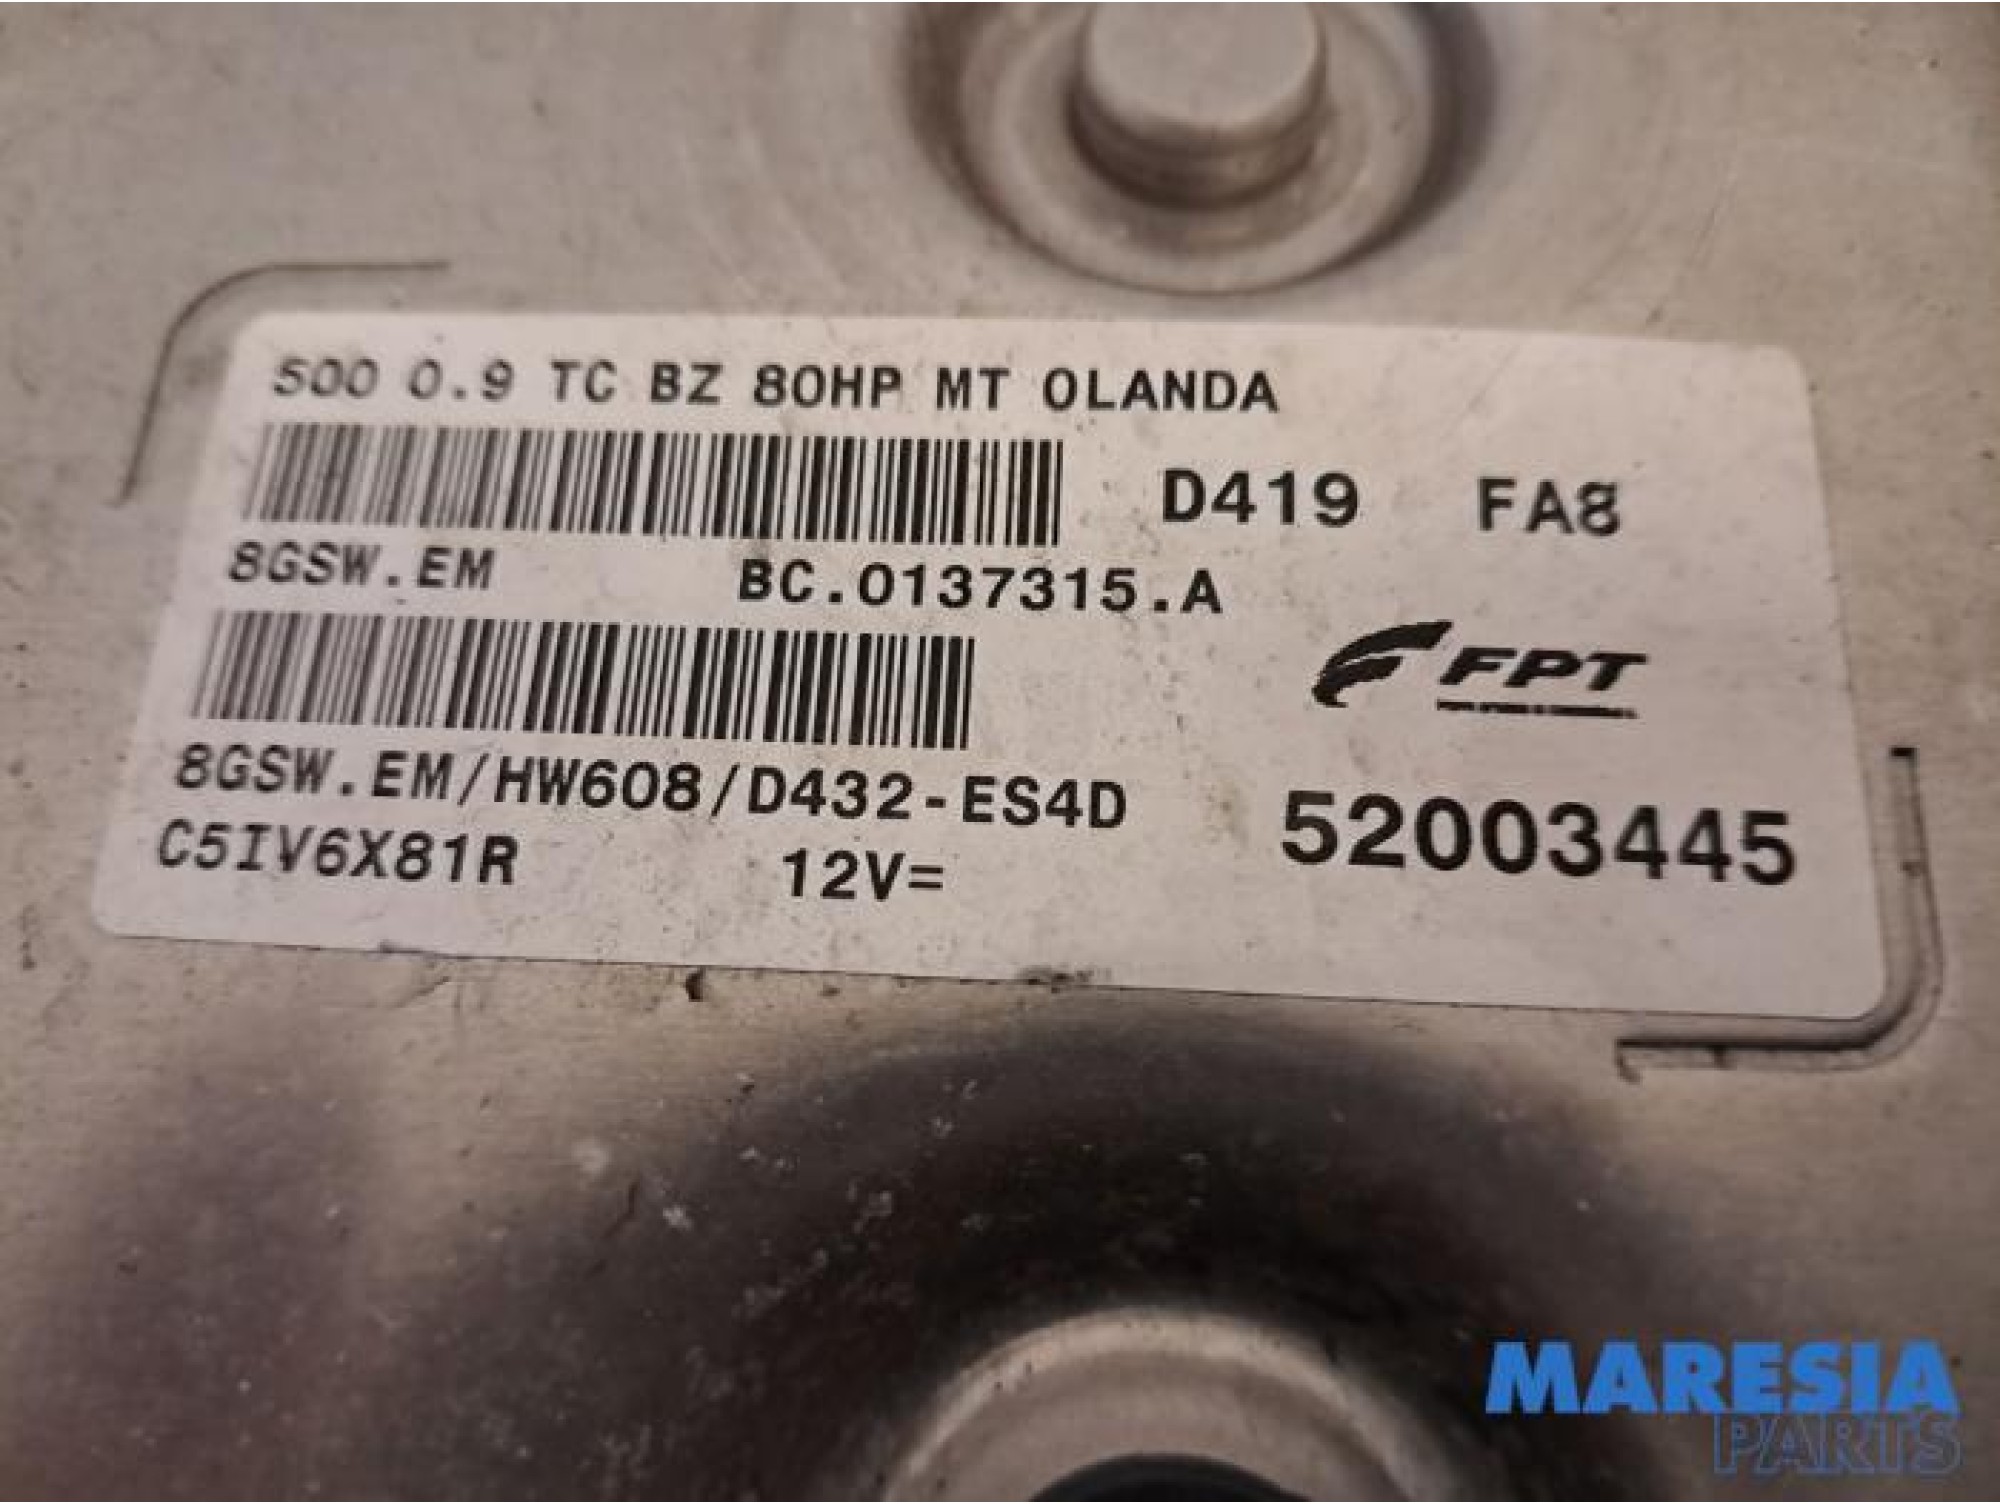 500 0.9 TC BZ 80HP MT OLANDA
D419 FA8
8GSW.EM BC.0137315.A
FPT
8GSW.EM/HW608/D432-ES4D
C5IV6X81R 12V= 52003445
MARESIA
PARTS